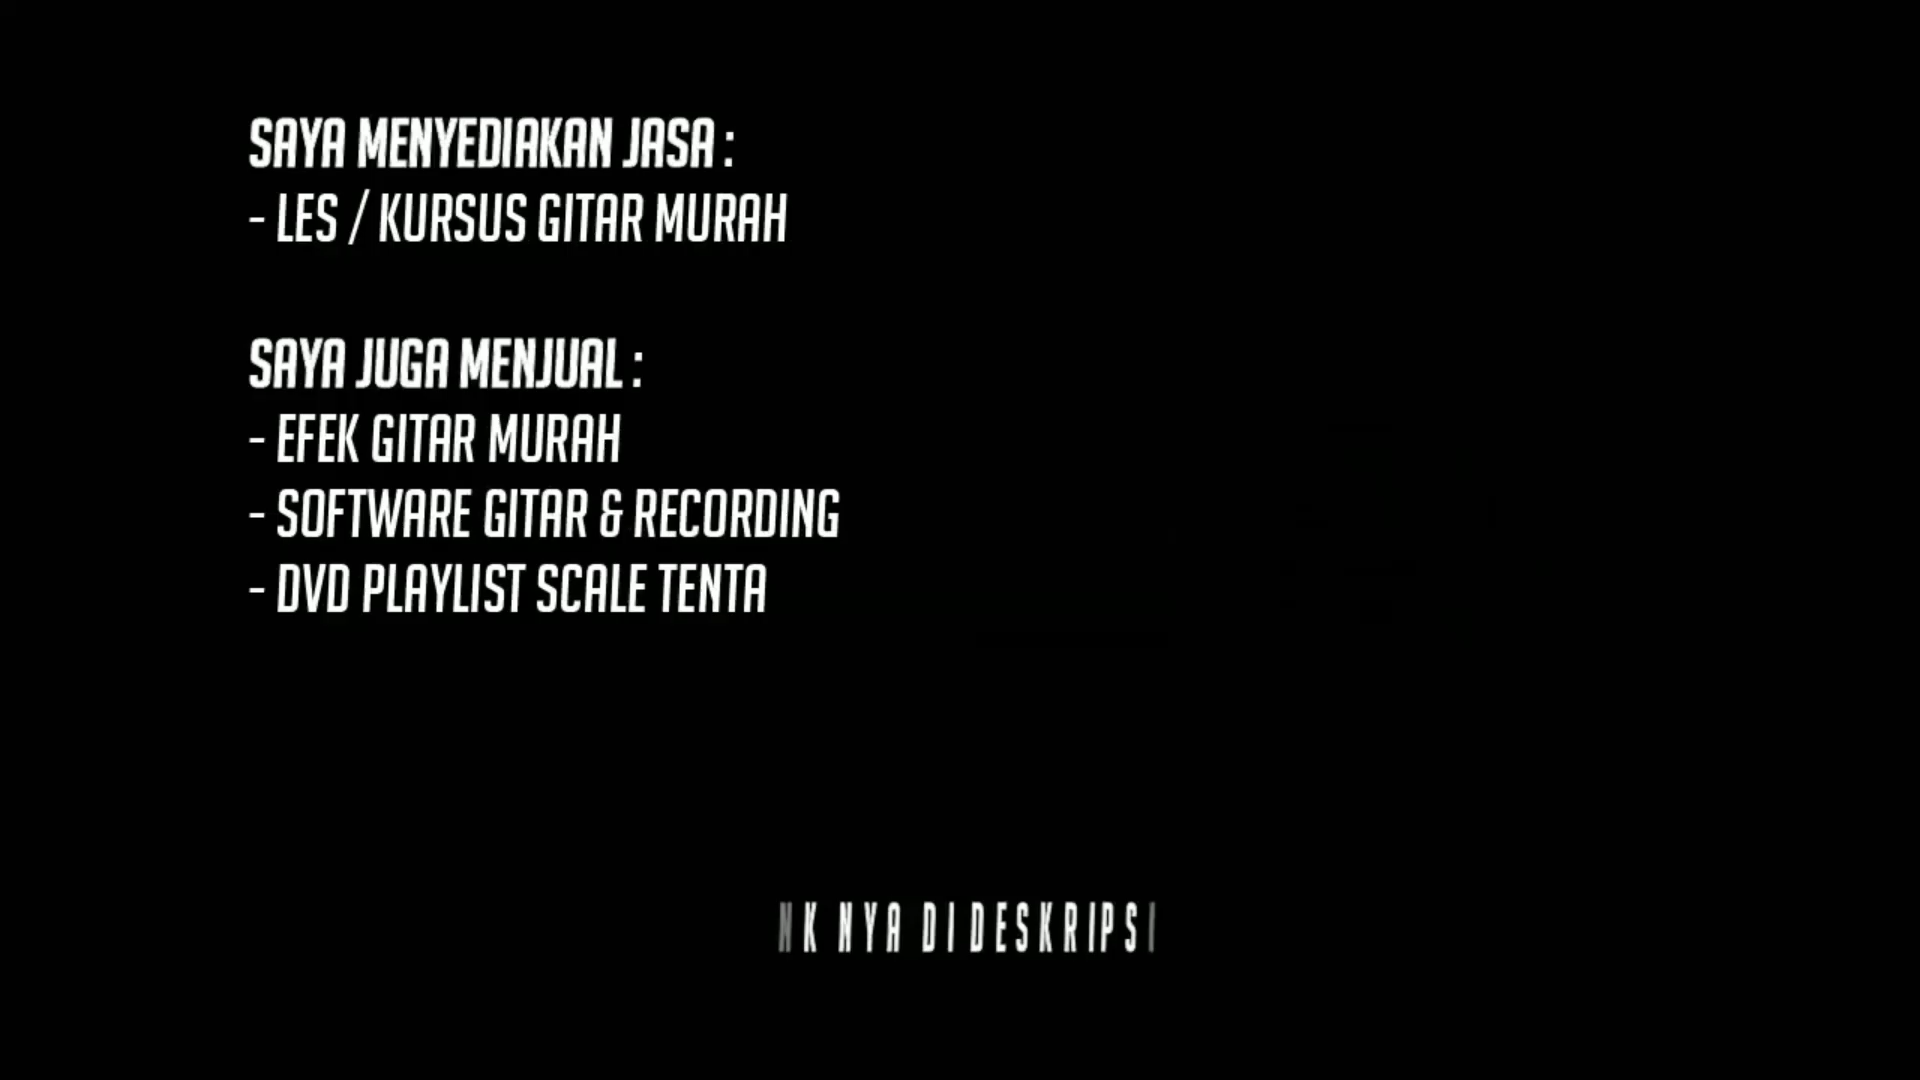 SAYA MENYEDIAKAN JASA :
- LES / KURSUS GITAR MURAH
SAYA JUGA MENJUAL :
- EFEK GITAR MURAH
- SOFTWARE GITAR & RECORDING
- DVD PLAYLIST SCALE TENTA
NK NYA DI DESKRIPSI